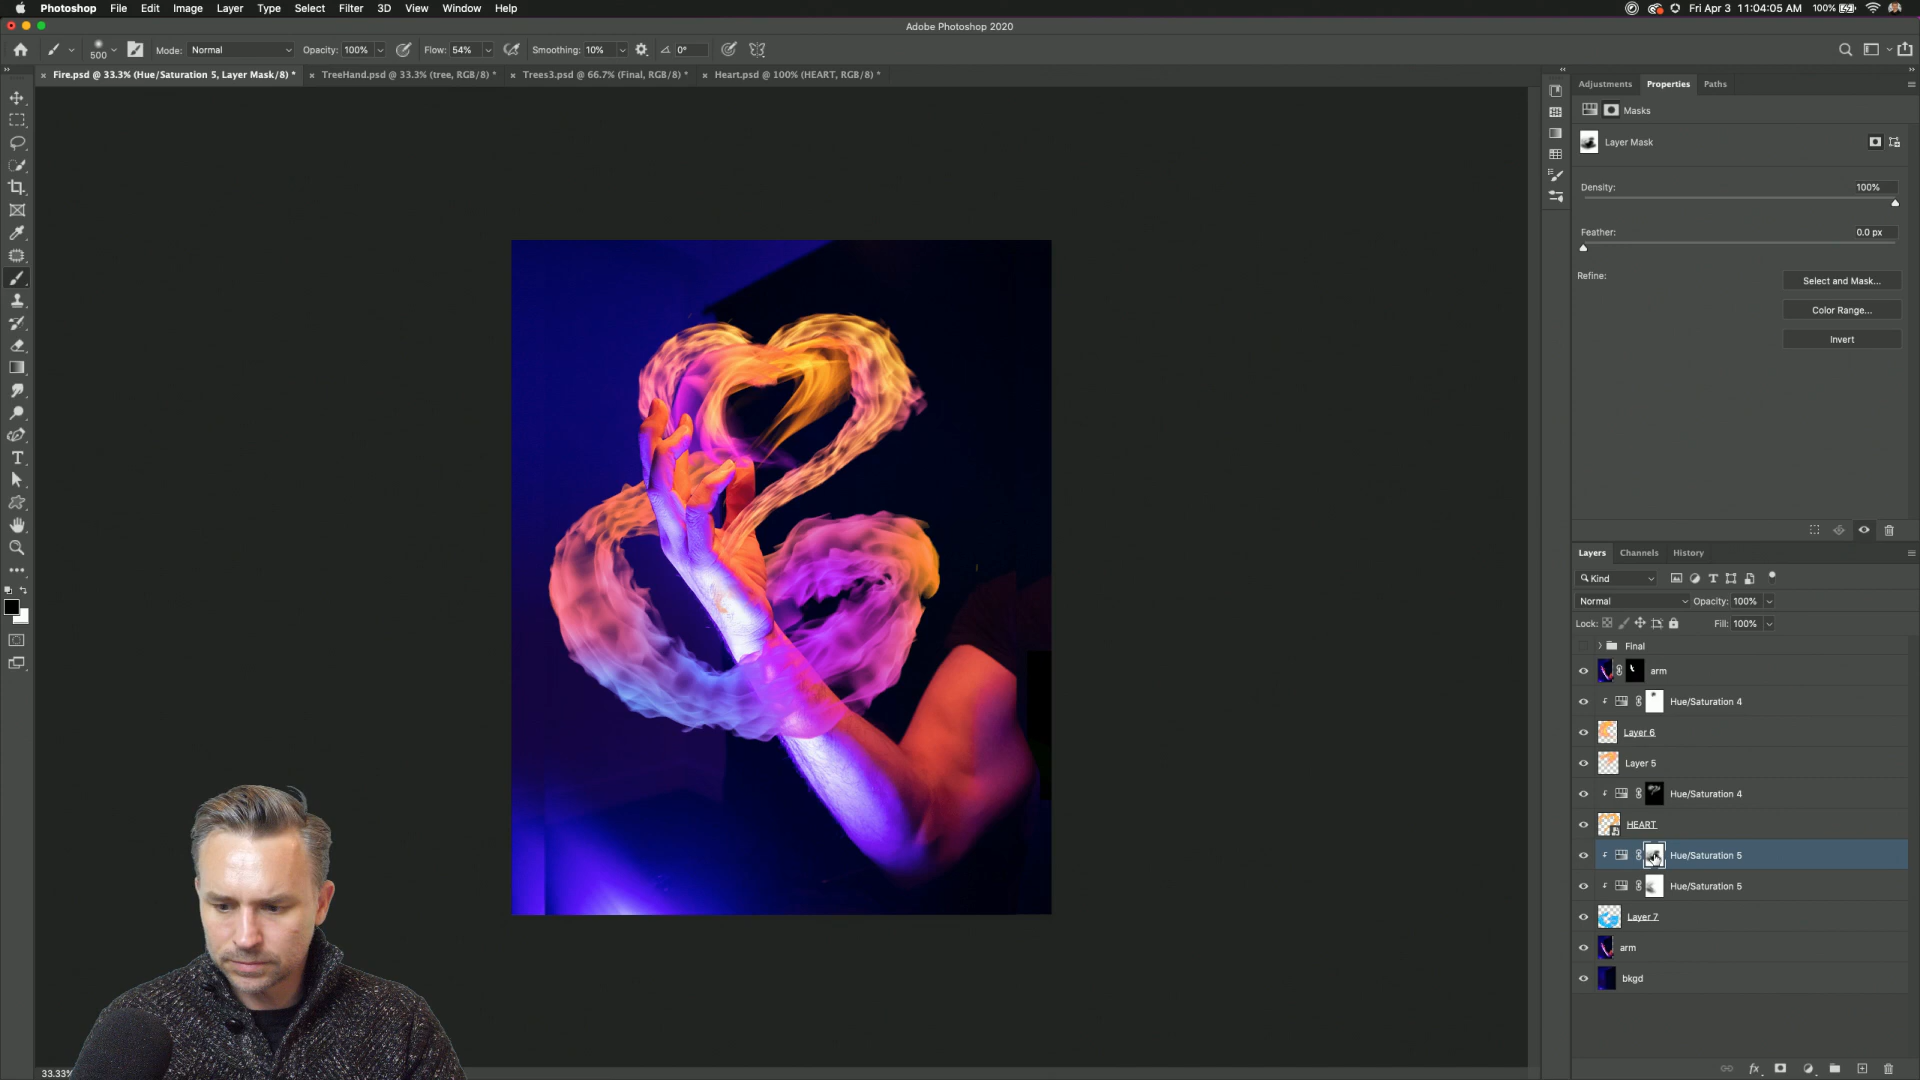 Photoshop File Edit Image Layer Type Select Filter 3D View Window Help 100% Fri Apr 3 11:04:05 AM
Adobe Photoshop 2020
500 Mode: Normal Opacity: 100% Flow: 54% Smoothing: 10% 0°
Fire.psd @ 33.3% (Hue/Saturation 5, Layer Mask/8) * TreeHand.psd @ 33.3% (tree, RGB/8) * Trees3.psd @ 66.7% (Final, RGB/8) * Heart.psd @ 100% (HEART, RGB/8) *
Adjustments Properties Paths
Masks
Layer Mask
Density: 100%
Feather: 0.0 px
Refine: Select and Mask...
Color Range...
Invert
Layers Channels History
Kind
Normal Opacity: 100%
Lock: Fill: 100%
Final
arm
Hue/Saturation 4
Layer 6
Layer 5
Hue/Saturation 4
HEART
Hue/Saturation 5
Hue/Saturation 5
Layer 7
arm
bkgd
33.33%
fx